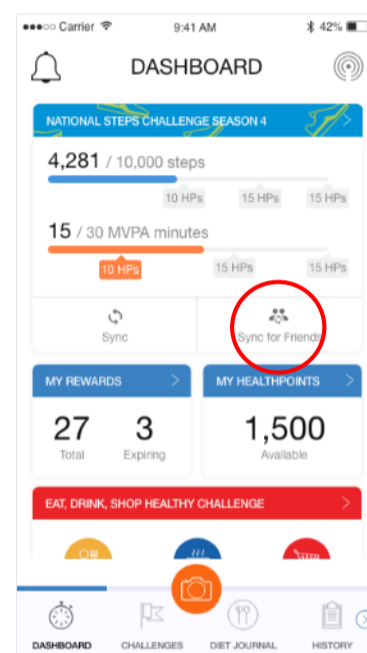 Carrier 9:41 AM 42%
DASHBOARD
NATIONAL STEPS CHALLENGE SEASON 4
4,281 / 10,000 steps
10 HPs 15 HPs 15 HPs
15 / 30 MVPA minutes
10 HPs 15 HPs 15 HPs
Sync Sync for Friends
MY REWARDS MY HEALTHPOINTS
27 3 1,500
Total Expiring Available
EAT, DRINK, SHOP HEALTHY CHALLENGE
DASHBOARD CHALLENGES DIET JOURNAL HISTORY